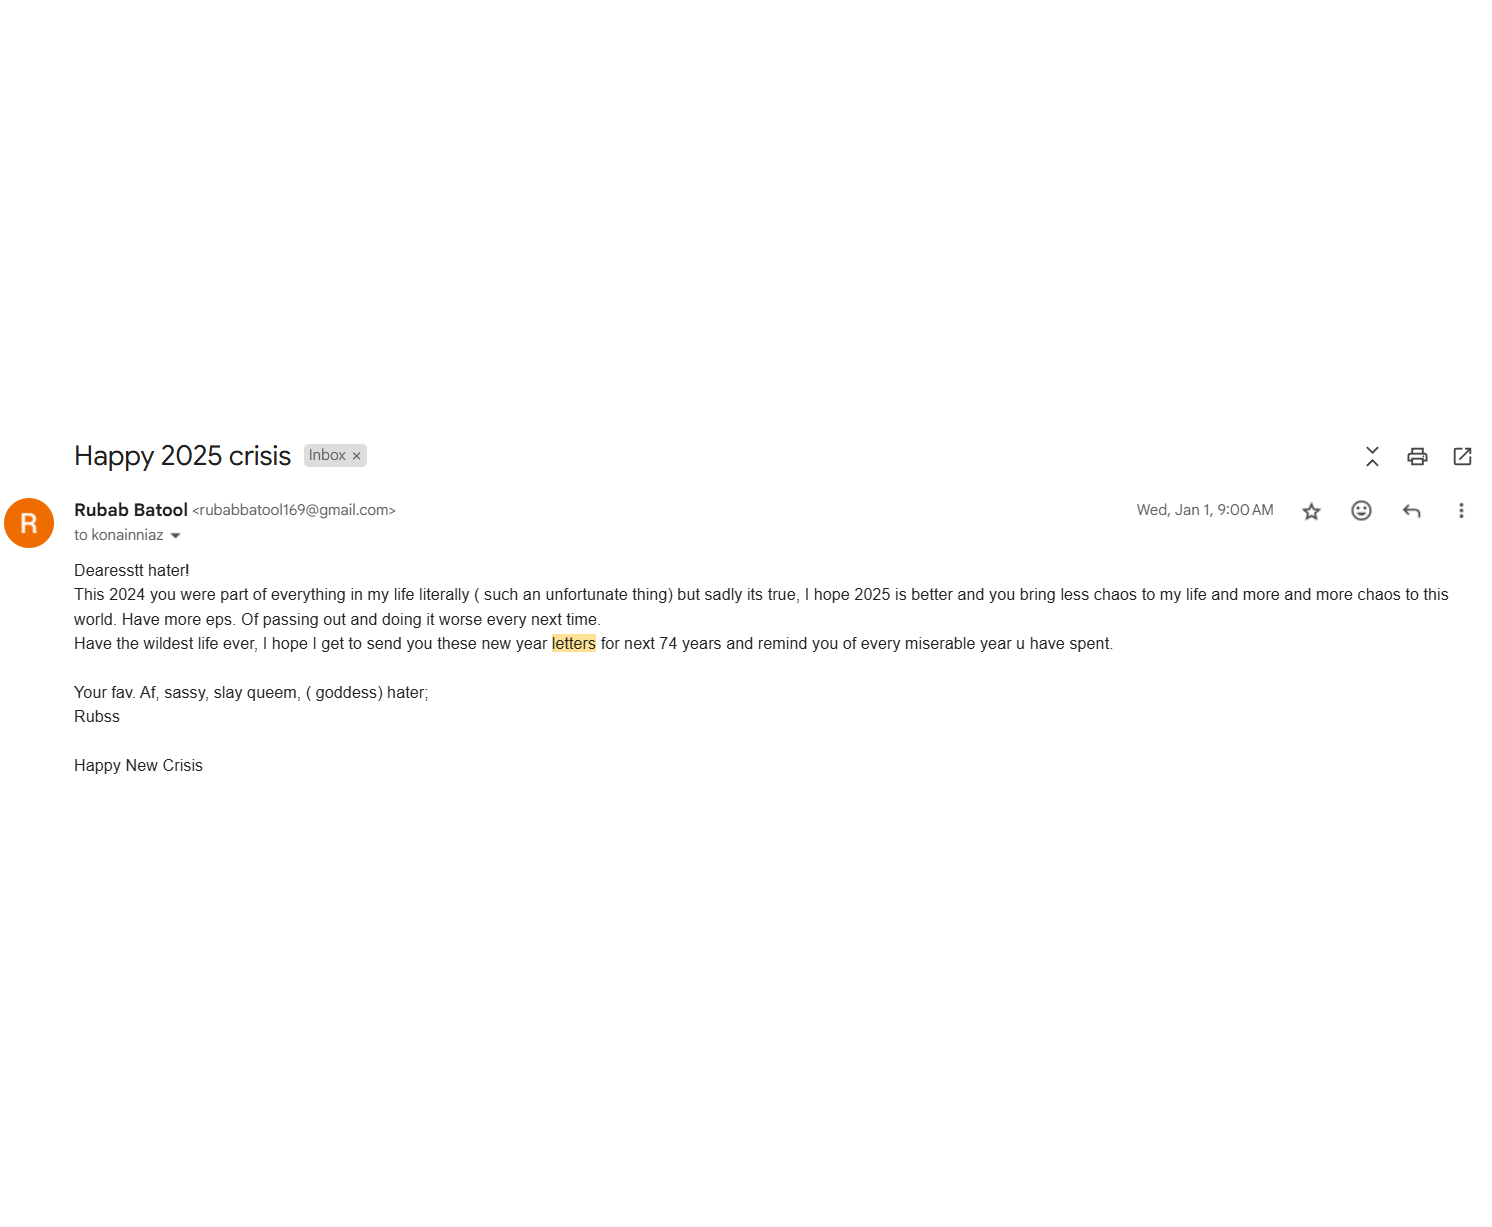 Happy 2025 crisis Inbox ×
Rubab Batool <rubabbatool169@gmail.com> Wed, Jan 1, 9:00 AM
R
to konainniaz
Dearesstt hater!
This 2024 you were part of everything in my life literally ( such an unfortunate thing) but sadly its true, I hope 2025 is better and you bring less chaos to my life and more and more chaos to this
world. Have more eps. Of passing out and doing it worse every next time.
Have the wildest life ever, I hope I get to send you these new year letters for next 74 years and remind you of every miserable year u have spent.
Your fav. Af, sassy, slay queem, ( goddess) hater;
Rubss
Happy New Crisis